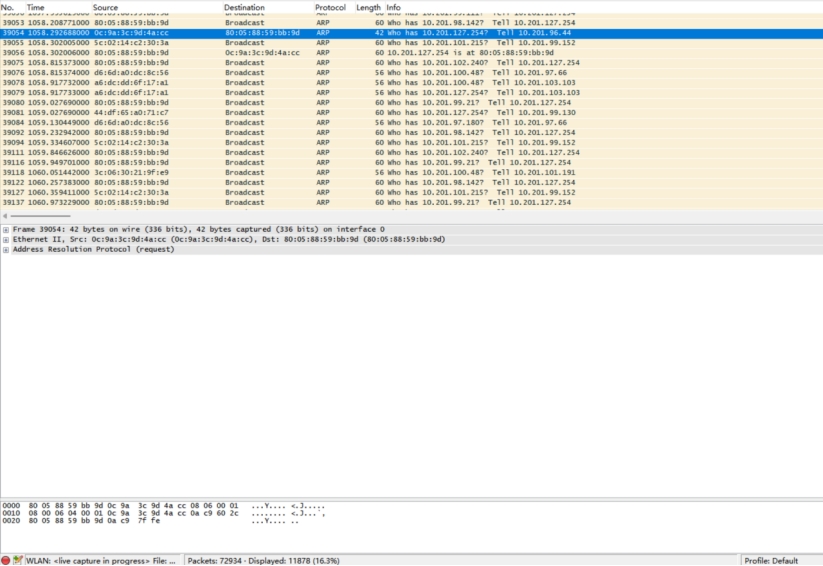 No. Time Source Destination Protocol Length Info
39053 1058.208771000 80:05:88:59:bb:9d Broadcast ARP 60 Who has 10.201.98.142? Tell 10.201.127.254
39054 1058.292688000 0c:9a:3c:9d:4a:cc 80:05:88:59:bb:9d ARP 42 Who has 10.201.127.254? Tell 10.201.96.44
39055 1058.302005000 5c:02:14:c2:30:3a Broadcast ARP 60 Who has 10.201.101.215? Tell 10.201.99.152
39056 1058.302006000 80:05:88:59:bb:9d 0c:9a:3c:9d:4a:cc ARP 60 10.201.127.254 is at 80:05:88:59:bb:9d
39075 1058.815373000 80:05:88:59:bb:9d Broadcast ARP 60 Who has 10.201.102.240? Tell 10.201.127.254
39076 1058.815374000 d6:6d:a0:dc:8c:56 Broadcast ARP 56 Who has 10.201.100.48? Tell 10.201.97.66
39078 1058.917732000 a6:dc:dd:6f:17:a1 Broadcast ARP 56 Who has 10.201.100.48? Tell 10.201.103.103
39079 1058.917733000 a6:dc:dd:6f:17:a1 Broadcast ARP 56 Who has 10.201.127.254? Tell 10.201.103.103
39080 1059.027690000 80:05:88:59:bb:9d Broadcast ARP 60 Who has 10.201.99.21? Tell 10.201.127.254
39081 1059.027690000 44:df:65:a0:71:c7 Broadcast ARP 60 Who has 10.201.127.254? Tell 10.201.99.130
39084 1059.130449000 d6:6d:a0:dc:8c:56 Broadcast ARP 56 Who has 10.201.97.180? Tell 10.201.97.66
39092 1059.232942000 80:05:88:59:bb:9d Broadcast ARP 60 Who has 10.201.98.142? Tell 10.201.127.254
39094 1059.334607000 5c:02:14:c2:30:3a Broadcast ARP 60 Who has 10.201.101.215? Tell 10.201.99.152
39111 1059.846626000 80:05:88:59:bb:9d Broadcast ARP 60 Who has 10.201.102.240? Tell 10.201.127.254
39116 1059.949701000 80:05:88:59:bb:9d Broadcast ARP 60 Who has 10.201.99.21? Tell 10.201.127.254
39118 1060.051442000 3c:06:30:21:9f:e9 Broadcast ARP 56 Who has 10.201.100.48? Tell 10.201.101.191
39122 1060.257383000 80:05:88:59:bb:9d Broadcast ARP 60 Who has 10.201.98.142? Tell 10.201.127.254
39127 1060.359411000 5c:02:14:c2:30:3a Broadcast ARP 60 Who has 10.201.101.215? Tell 10.201.99.152
39137 1060.973229000 80:05:88:59:bb:9d Broadcast ARP 60 Who has 10.201.99.21? Tell 10.201.127.254
Frame 39054: 42 bytes on wire (336 bits), 42 bytes captured (336 bits) on interface 0
Ethernet II, Src: 0c:9a:3c:9d:4a:cc (0c:9a:3c:9d:4a:cc), Dst: 80:05:88:59:bb:9d (80:05:88:59:bb:9d)
Address Resolution Protocol (request)
0000 80 05 88 59 bb 9d 0c 9a 3c 9d 4a cc 08 06 00 01 ...Y.... <.J.....
0010 08 00 06 04 00 01 0c 9a 3c 9d 4a cc 0a c9 60 2c ........ <.J...`,
0020 80 05 88 59 bb 9d 0a c9 7f fe ...Y.... ..
WLAN: <live capture in progress> File: ... Packets: 72934 · Displayed: 11878 (16.3%) Profile: Default